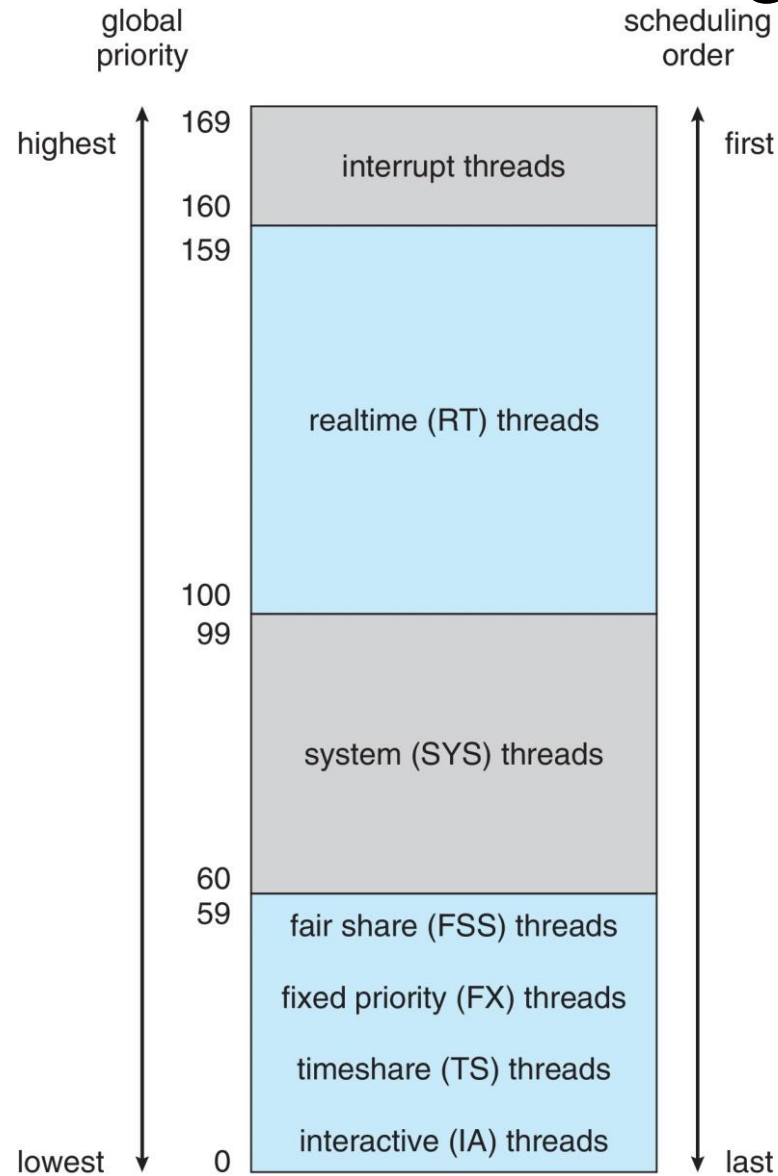 global
priority
scheduling
order
highest
169
interrupt threads
first
160
159
realtime (RT) threads
100
99
system (SYS) threads
60
59
fair share (FSS) threads
fixed priority (FX) threads
timeshare (TS) threads
interactive (IA) threads
lowest
0
last